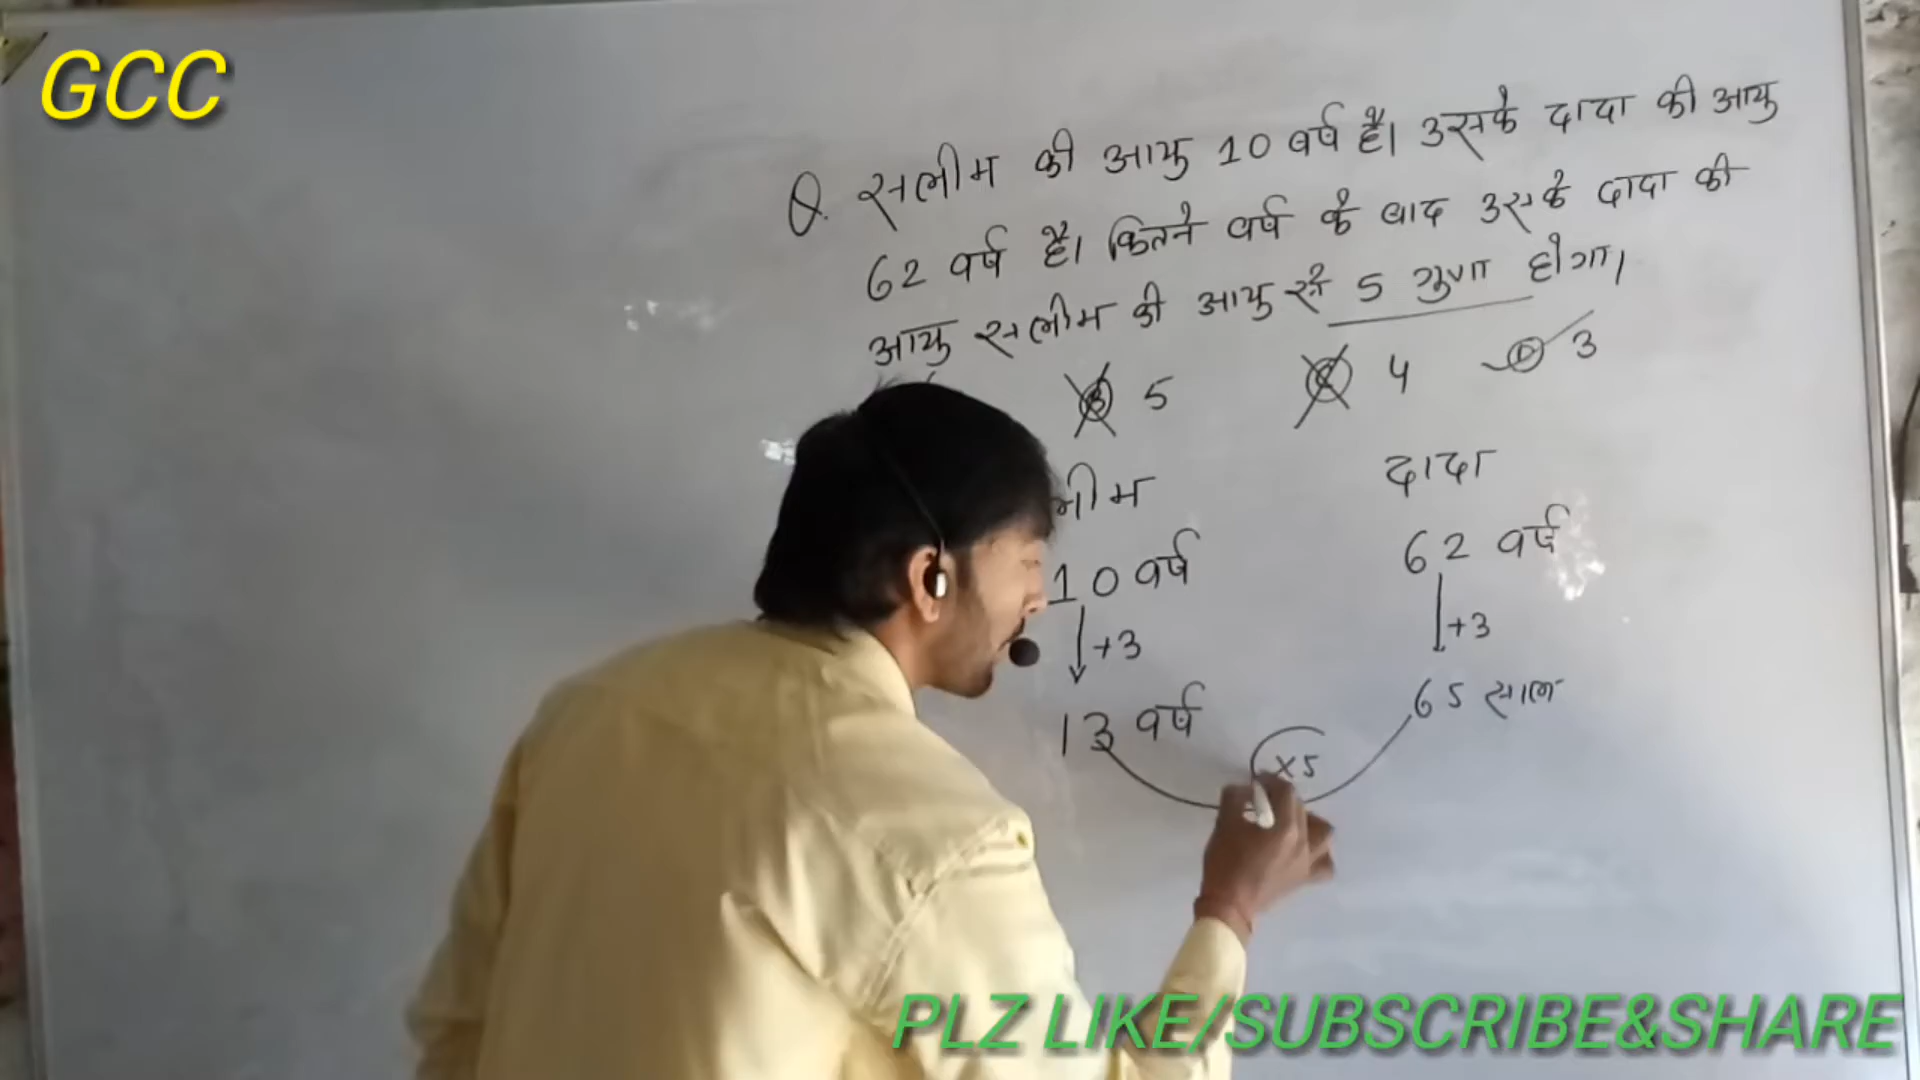 GCC
Q. सलीम की आयु 10 वर्ष है। उसके दादा की आयु
62 वर्ष है। कितने वर्ष के बाद उसके दादा की
आयु सलीम की आयु से 5 गुणा होगा।
B 5 C 4 D 3
लीम दादा
10 वर्ष 62 वर्ष
+3 +3
13 वर्ष 65 साल
×5
PLZ LIKE/SUBSCRIBE&SHARE